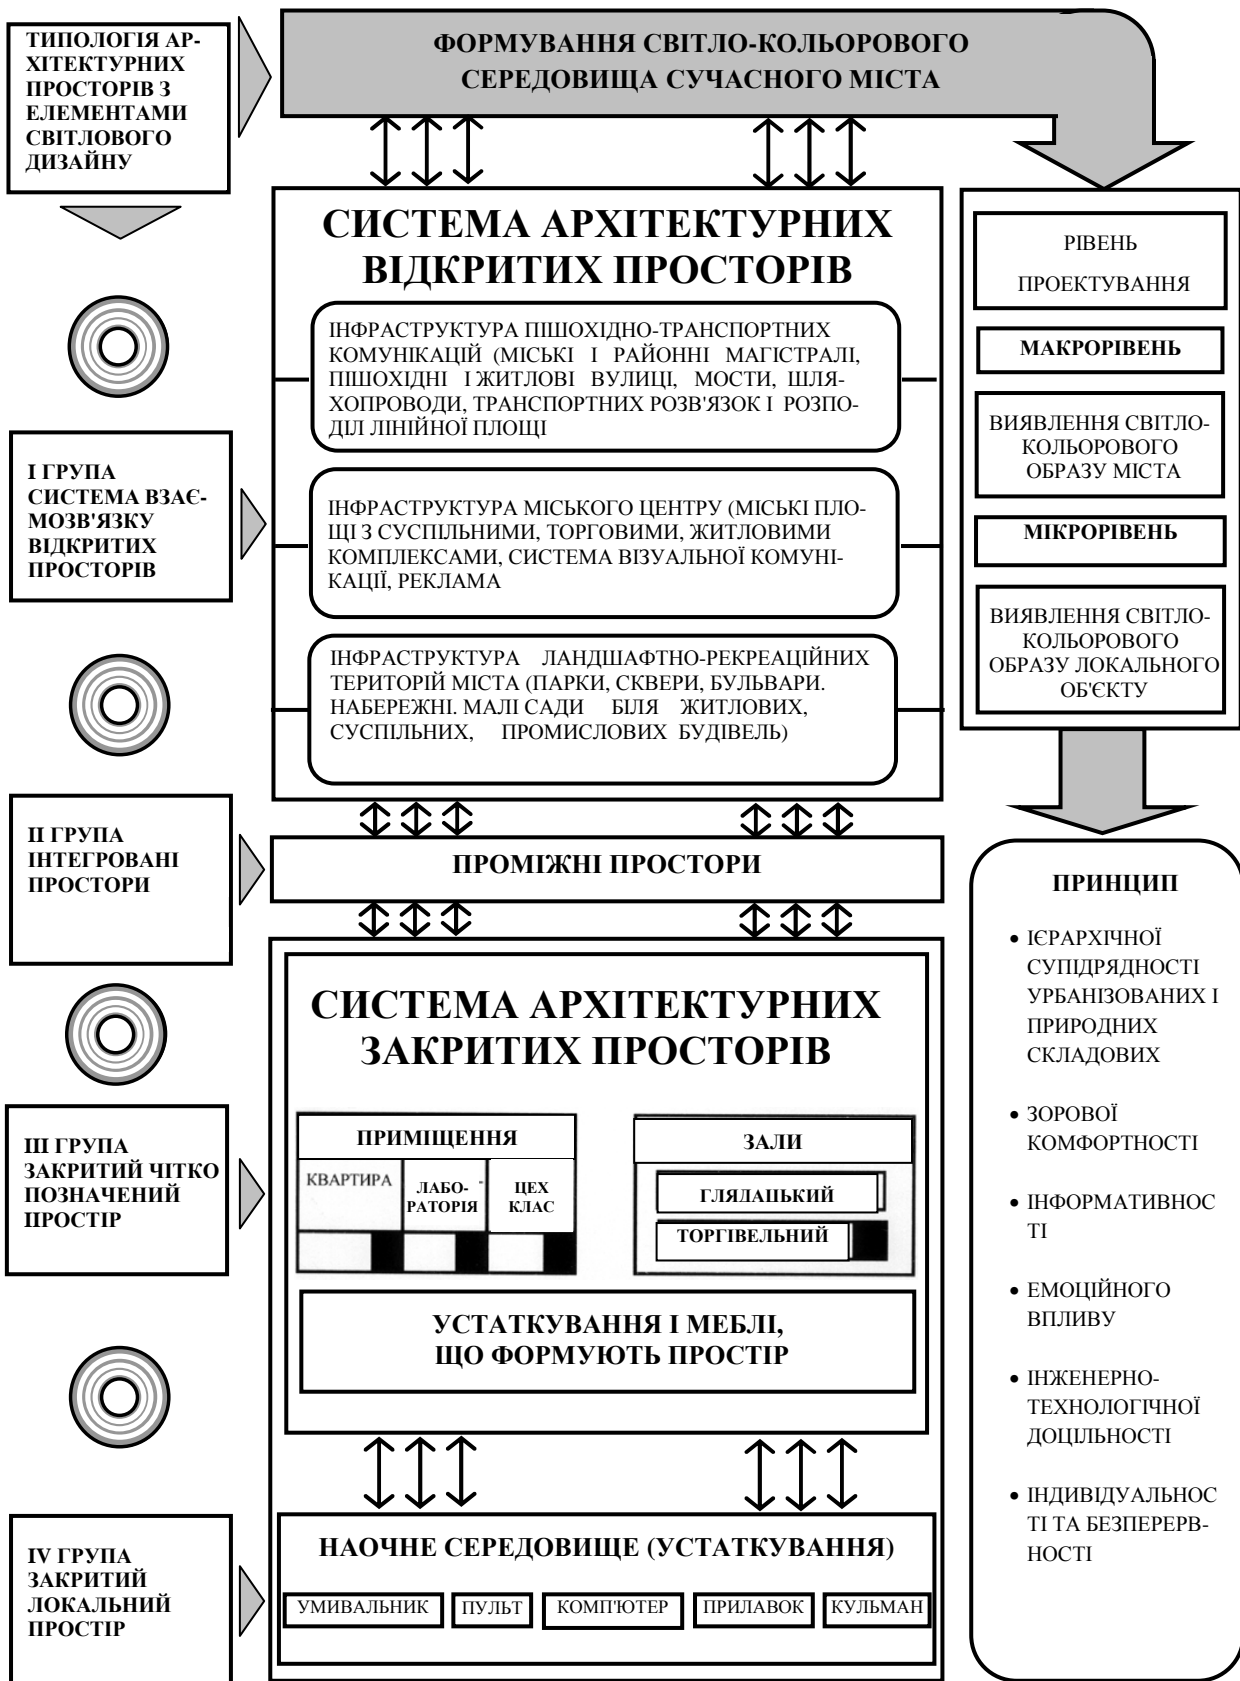 ТИПОЛОГІЯ АР-
ХІТЕКТУРНИХ
ПРОСТОРІВ З
ЕЛЕМЕНТАМИ
СВІТЛОВОГО
ДИЗАЙНУ
ФОРМУВАННЯ СВІТЛО-КОЛЬОРОВОГО
СЕРЕДОВИЩА СУЧАСНОГО МІСТА
СИСТЕМА АРХІТЕКТУРНИХ
ВІДКРИТИХ ПРОСТОРІВ
ІНФРАСТРУКТУРА ПІШОХІДНО-ТРАНСПОРТНИХ
КОМУНІКАЦІЙ (МІСЬКІ І РАЙОННІ МАГІСТРАЛІ,
ПІШОХІДНІ І ЖИТЛОВІ ВУЛИЦІ, МОСТИ, ШЛЯ-
ХОПРОВОДИ, ТРАНСПОРТНИХ РОЗВ'ЯЗОК І РОЗПО-
ДІЛ ЛІНІЙНОЇ ПЛОЩІ
І ГРУПА
СИСТЕМА ВЗАЄ-
МОЗВ'ЯЗКУ
ВІДКРИТИХ
ПРОСТОРІВ
ІНФРАСТРУКТУРА МІСЬКОГО ЦЕНТРУ (МІСЬКІ ПЛО-
ЩІ З СУСПІЛЬНИМИ, ТОРГОВИМИ, ЖИТЛОВИМИ
КОМПЛЕКСАМИ, СИСТЕМА ВІЗУАЛЬНОЇ КОМУНІ-
КАЦІЇ, РЕКЛАМА
ІНФРАСТРУКТУРА ЛАНДШАФТНО-РЕКРЕАЦІЙНИХ
ТЕРИТОРІЙ МІСТА (ПАРКИ, СКВЕРИ, БУЛЬВАРИ.
НАБЕРЕЖНІ. МАЛІ САДИ БІЛЯ ЖИТЛОВИХ,
СУСПІЛЬНИХ, ПРОМИСЛОВИХ БУДІВЕЛЬ)
РІВЕНЬ
ПРОЕКТУВАННЯ
МАКРОРІВЕНЬ
ВИЯВЛЕННЯ СВІТЛО-
КОЛЬОРОВОГО
ОБРАЗУ МІСТА
МІКРОРІВЕНЬ
ВИЯВЛЕННЯ СВІТЛО-
КОЛЬОРОВОГО
ОБРАЗУ ЛОКАЛЬНОГО
ОБ'ЄКТУ
ІІ ГРУПА
ІНТЕГРОВАНІ
ПРОСТОРИ
ПРОМІЖНІ ПРОСТОРИ
СИСТЕМА АРХІТЕКТУРНИХ
ЗАКРИТИХ ПРОСТОРІВ
ІІІ ГРУПА
ЗАКРИТИЙ ЧІТКО
ПОЗНАЧЕНИЙ
ПРОСТІР
ПРИМІЩЕННЯ
КВАРТИРА
ЛАБО-
РАТОРІЯ
ЦЕХ
КЛАС
ЗАЛИ
ГЛЯДАЦЬКИЙ
ТОРГІВЕЛЬНИЙ
УСТАТКУВАННЯ І МЕБЛІ,
ЩО ФОРМУЮТЬ ПРОСТІР
ІV ГРУПА
ЗАКРИТИЙ
ЛОКАЛЬНИЙ
ПРОСТІР
НАОЧНЕ СЕРЕДОВИЩЕ (УСТАТКУВАННЯ)
УМИВАЛЬНИК ПУЛЬТ КОМП'ЮТЕР ПРИЛАВОК КУЛЬМАН
ПРИНЦИП
• ІЄРАРХІЧНОЇ
СУПІДРЯДНОСТІ
УРБАНІЗОВАНИХ І
ПРИРОДНИХ
СКЛАДОВИХ
• ЗОРОВОЇ
КОМФОРТНОСТІ
• ІНФОРМАТИВНОС
ТІ
• ЕМОЦІЙНОГО
ВПЛИВУ
• ІНЖЕНЕРНО-
ТЕХНОЛОГІЧНОЇ
ДОЦІЛЬНОСТІ
• ІНДИВІДУАЛЬНОС
ТІ ТА БЕЗПЕРЕРВ-
НОСТІ